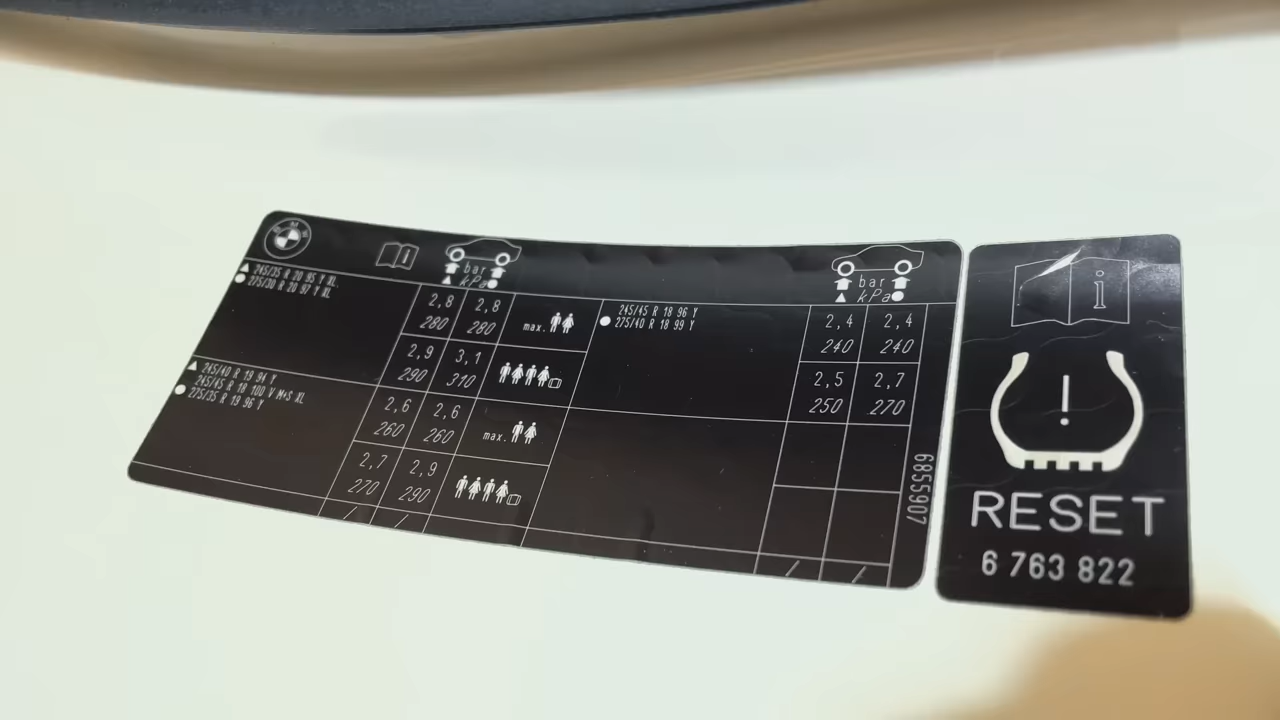 BMW
bar
kPa
245/35 R 20 95 Y XL
275/30 R 20 97 Y XL
2,8 2,8
280 280
max.
2,9 3,1
290 310
245/40 R 19 94 Y
245/45 R 18 100 V M+S XL
275/35 R 19 96 Y
2,6 2,6
260 260
max.
2,7 2,9
270 290
/ /
bar
kPa
245/45 R 18 96 Y
275/40 R 18 99 Y
2,4 2,4
240 240
2,5 2,7
250 270
/ /
6855907
i
!
RESET
6 763 822